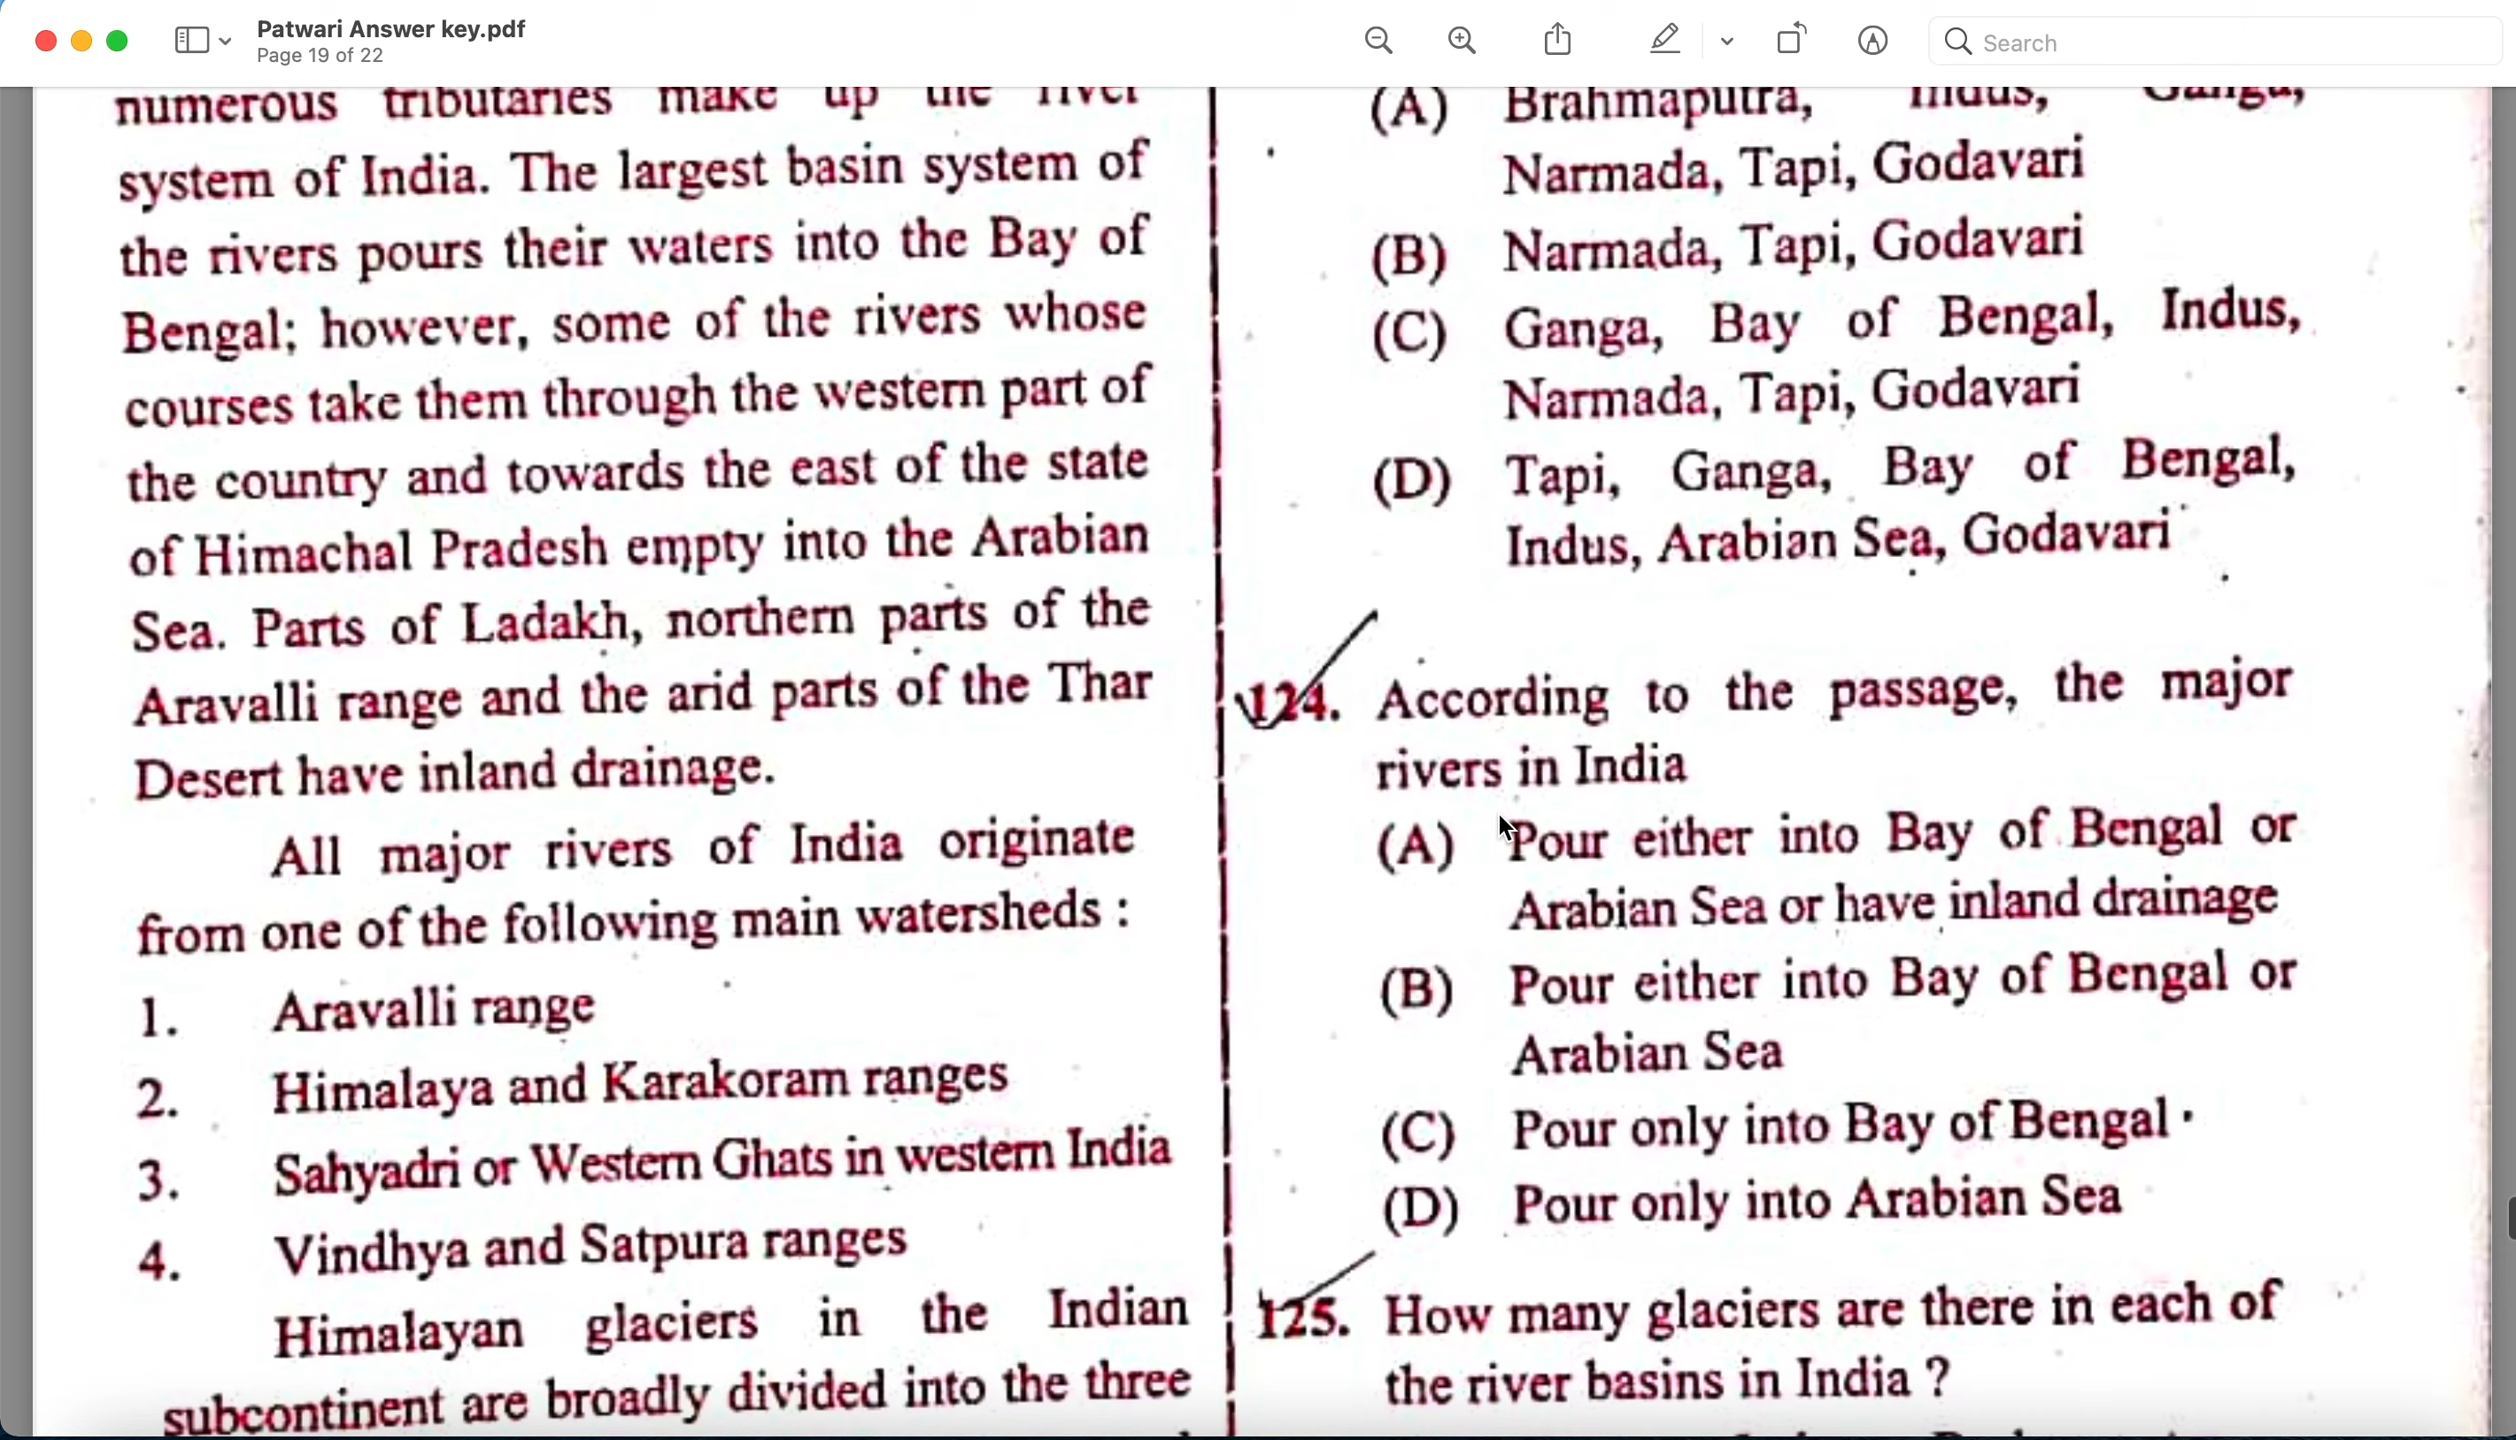 Patwari Answer key.pdf
Page 19 of 22
Search
numerous tributaries make up the river
system of India. The largest basin system of
the rivers pours their waters into the Bay of
Bengal; however, some of the rivers whose
courses take them through the western part of
the country and towards the east of the state
of Himachal Pradesh empty into the Arabian
Sea. Parts of Ladakh, northern parts of the
Aravalli range and the arid parts of the Thar
Desert have inland drainage.
All major rivers of India originate
from one of the following main watersheds :
1. Aravalli range
2. Himalaya and Karakoram ranges
3. Sahyadri or Western Ghats in western India
4. Vindhya and Satpura ranges
Himalayan glaciers in the Indian
subcontinent are broadly divided into the three
(A) Brahmaputra, Indus, Ganga,
Narmada, Tapi, Godavari
(B) Narmada, Tapi, Godavari
(C) Ganga, Bay of Bengal, Indus,
Narmada, Tapi, Godavari
(D) Tapi, Ganga, Bay of Bengal,
Indus, Arabian Sea, Godavari
124. According to the passage, the major
rivers in India
(A) Pour either into Bay of Bengal or
Arabian Sea or have inland drainage
(B) Pour either into Bay of Bengal or
Arabian Sea
(C) Pour only into Bay of Bengal
(D) Pour only into Arabian Sea
125. How many glaciers are there in each of
the river basins in India ?